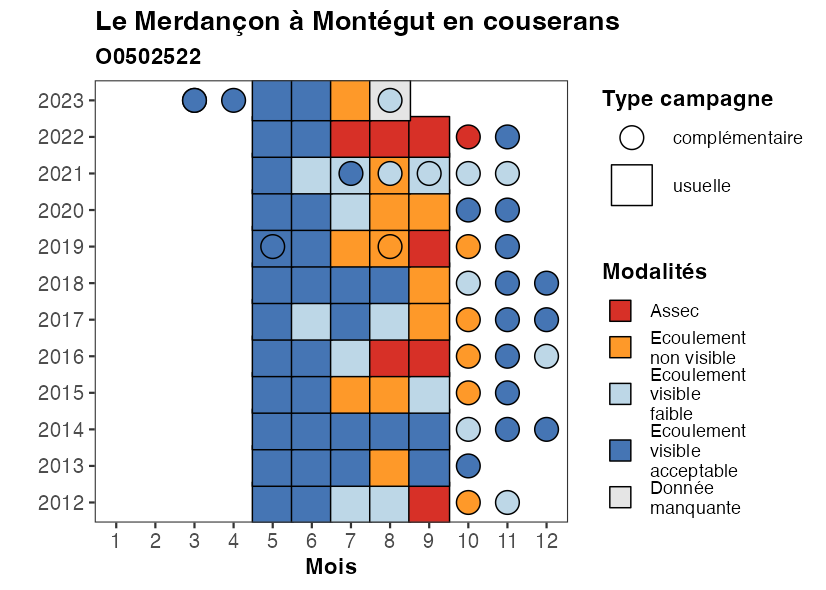 Le Merdançon à Montégut en couserans
O0502522
2023
2022
2021
2020
2019
2018
2017
2016
2015
2014
2013
2012
1 2 3 4 5 6 7 8 9 10 11 12
Mois
Type campagne
complémentaire
usuelle
Modalités
Assec
Ecoulement
non visible
Ecoulement
visible
faible
Ecoulement
visible
acceptable
Donnée
manquante